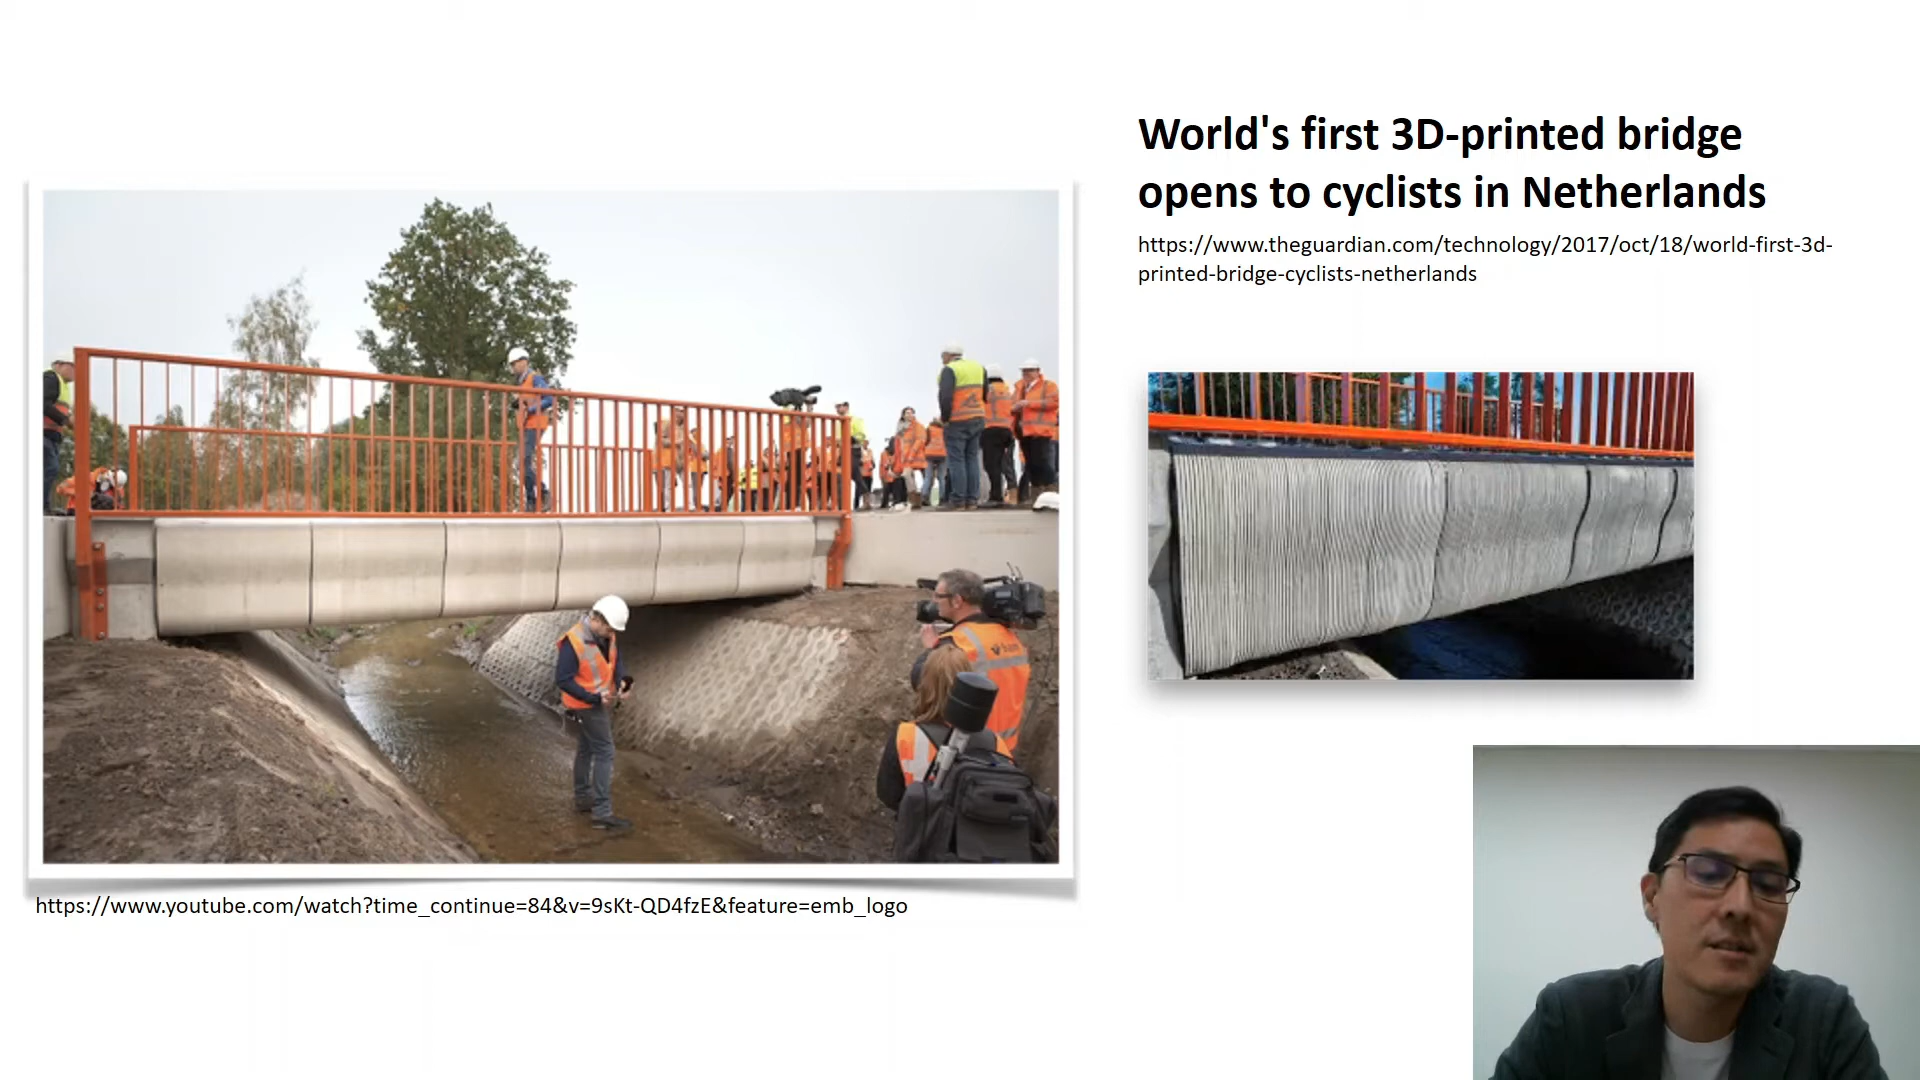 World's first 3D-printed bridge
opens to cyclists in Netherlands
https://www.theguardian.com/technology/2017/oct/18/world-first-3d-
printed-bridge-cyclists-netherlands
https://www.youtube.com/watch?time_continue=84&v=9sKt-QD4fzE&feature=emb_logo